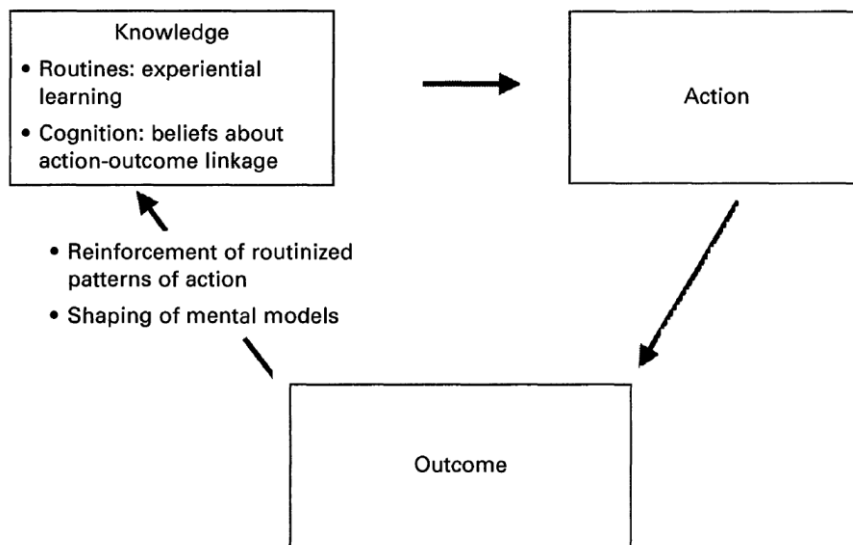 Knowledge
• Routines: experiential
learning
• Cognition: beliefs about
action-outcome linkage
Action
• Reinforcement of routinized
patterns of action
• Shaping of mental models
Outcome